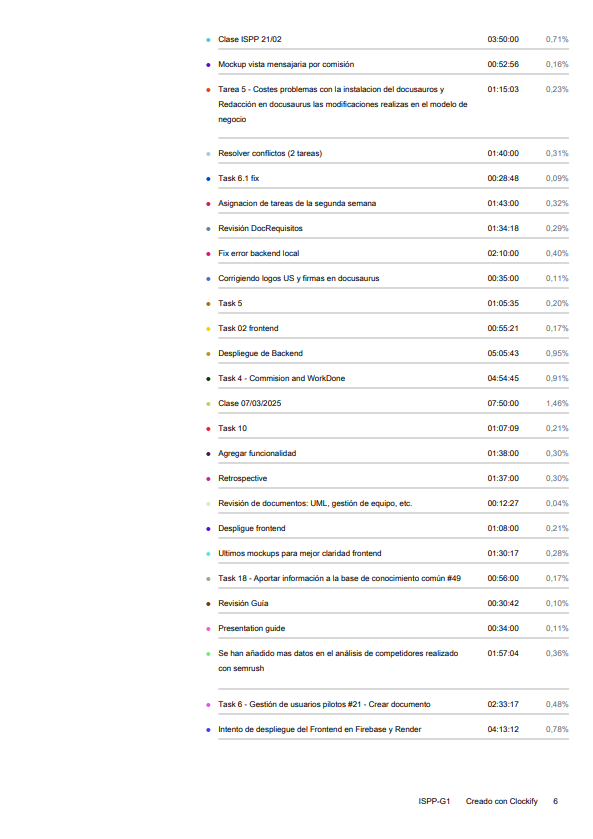 Clase ISPP 21/02 03:50:00 0,71%
Mockup vista mensajaria por comisión 00:52:56 0,16%
Tarea 5 - Costes problemas con la instalacion del docusauros y 01:15:03 0,23%
Redacción en docusaurus las modificaciones realizas en el modelo de
negocio
Resolver conflictos (2 tareas) 01:40:00 0,31%
Task 6.1 fix 00:28:48 0,09%
Asignacion de tareas de la segunda semana 01:43:00 0,32%
Revisión DocRequisitos 01:34:18 0,29%
Fix error backend local 02:10:00 0,40%
Corrigiendo logos US y firmas en docusaurus 00:35:00 0,11%
Task 5 01:05:35 0,20%
Task 02 frontend 00:55:21 0,17%
Despliegue de Backend 05:05:43 0,95%
Task 4 - Commision and WorkDone 04:54:45 0,91%
Clase 07/03/2025 07:50:00 1,46%
Task 10 01:07:09 0,21%
Agregar funcionalidad 01:38:00 0,30%
Retrospective 01:37:00 0,30%
Revisión de documentos: UML, gestión de equipo, etc. 00:12:27 0,04%
Despligue frontend 01:08:00 0,21%
Ultimos mockups para mejor claridad frontend 01:30:17 0,28%
Task 18 - Aportar información a la base de conocimiento común #49 00:56:00 0,17%
Revisión Guía 00:30:42 0,10%
Presentation guide 00:34:00 0,11%
Se han añadido mas datos en el análisis de competidores realizado 01:57:04 0,36%
con semrush
Task 6 - Gestión de usuarios pilotos #21 - Crear documento 02:33:17 0,48%
Intento de despliegue del Frontend en Firebase y Render 04:13:12 0,78%
ISPP-G1 Creado con Clockify 6